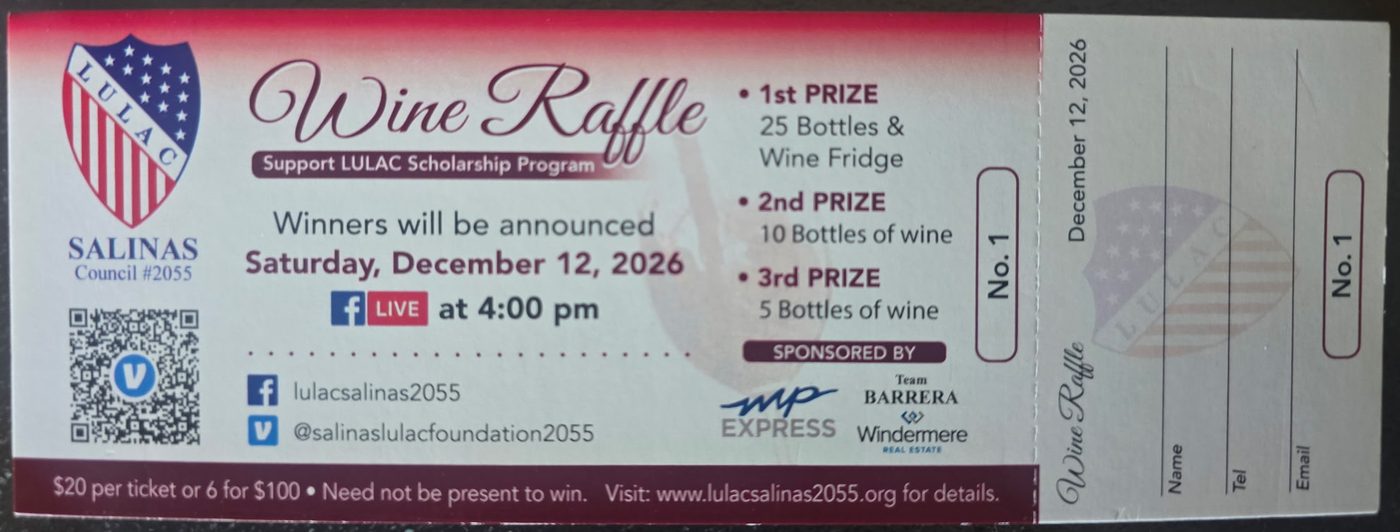 LULAC
SALINAS
Council #2055
Wine Raffle
Support LULAC Scholarship Program
Winners will be announced
Saturday, December 12, 2026
f LIVE at 4:00 pm
f lulacsalinas2055
v @salinaslulacfoundation2055
• 1st PRIZE
25 Bottles &
Wine Fridge
• 2nd PRIZE
10 Bottles of wine
• 3rd PRIZE
5 Bottles of wine
SPONSORED BY
mp
EXPRESS
Team
BARRERA
Windermere
REAL ESTATE
No. 1
$20 per ticket or 6 for $100 • Need not be present to win. Visit: www.lulacsalinas2055.org for details.
Wine Raffle
December 12, 2026
LULAC
Name
Tel
Email
No. 1